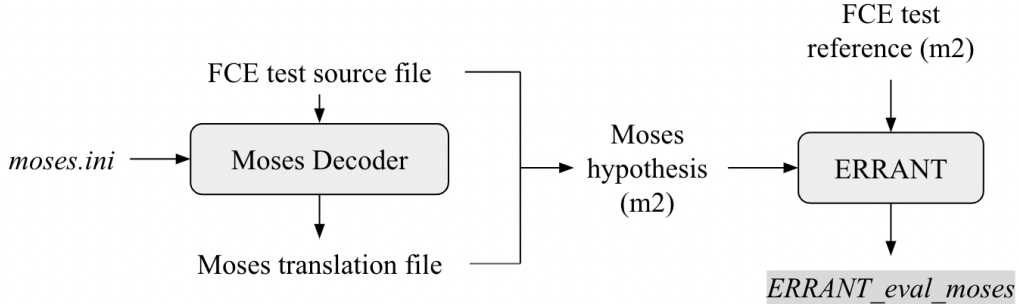 FCE test source file
moses.ini
Moses Decoder
Moses translation file
Moses
hypothesis
(m2)
FCE test
reference (m2)
ERRANT
ERRANT_eval_moses